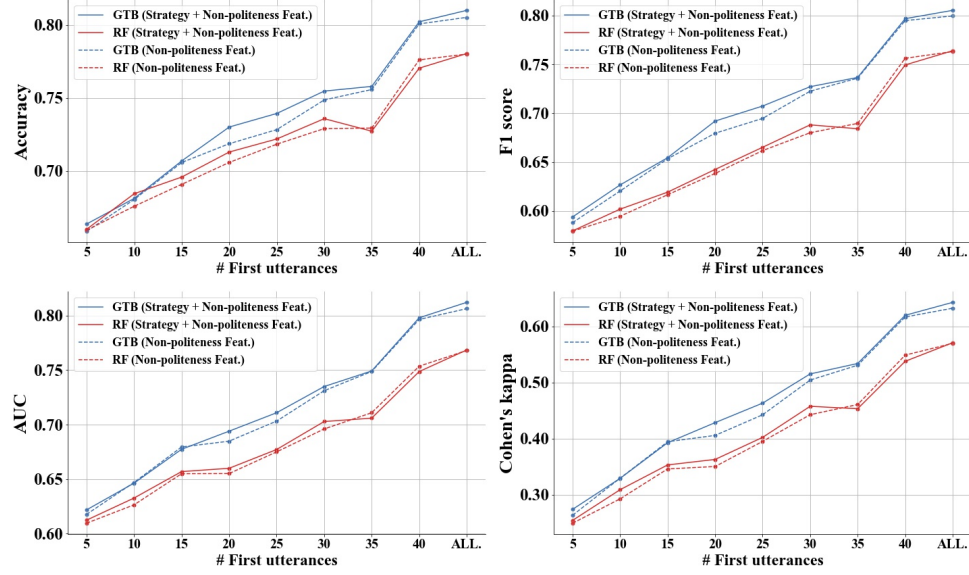 GTB (Strategy + Non-politeness Feat.)
RF (Strategy + Non-politeness Feat.)
GTB (Non-politeness Feat.)
RF (Non-politeness Feat.)
Accuracy
0.80
0.75
0.70
5 10 15 20 25 30 35 40 ALL.
# First utterances
GTB (Strategy + Non-politeness Feat.)
RF (Strategy + Non-politeness Feat.)
GTB (Non-politeness Feat.)
RF (Non-politeness Feat.)
F1 score
0.80
0.75
0.70
0.65
0.60
5 10 15 20 25 30 35 40 ALL.
# First utterances
GTB (Strategy + Non-politeness Feat.)
RF (Strategy + Non-politeness Feat.)
GTB (Non-politeness Feat.)
RF (Non-politeness Feat.)
AUC
0.80
0.75
0.70
0.65
0.60
5 10 15 20 25 30 35 40 ALL.
# First utterances
GTB (Strategy + Non-politeness Feat.)
RF (Strategy + Non-politeness Feat.)
GTB (Non-politeness Feat.)
RF (Non-politeness Feat.)
Cohen's kappa
0.60
0.50
0.40
0.30
5 10 15 20 25 30 35 40 ALL.
# First utterances